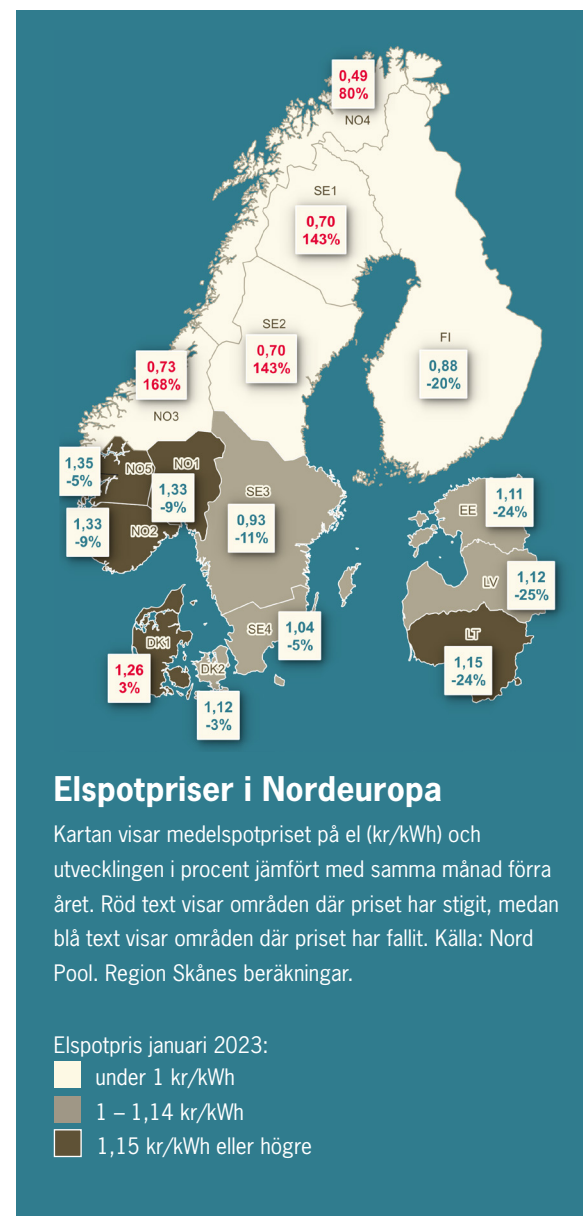 0,49
80%
NO4
SE1
0,70
143%
SE2
0,70
143%
FI
0,88
-20%
0,73
168%
NO3
1,35
-5%
NO5
NO1
1,33
-9%
NO2
1,33
-9%
SE3
0,93
-11%
EE
1,11
-24%
LV
1,12
-25%
LT
1,15
-24%
SE4
1,04
-5%
DK1
1,26
3%
DK2
1,12
-3%
Elspotpriser i Nordeuropa
Kartan visar medelspotpriset på el (kr/kWh) och
utvecklingen i procent jämfört med samma månad förra
året. Röd text visar områden där priset har stigit, medan
blå text visar områden där priset har fallit. Källa: Nord
Pool. Region Skånes beräkningar.
Elspotpris januari 2023:
under 1 kr/kWh
1 – 1,14 kr/kWh
1,15 kr/kWh eller högre